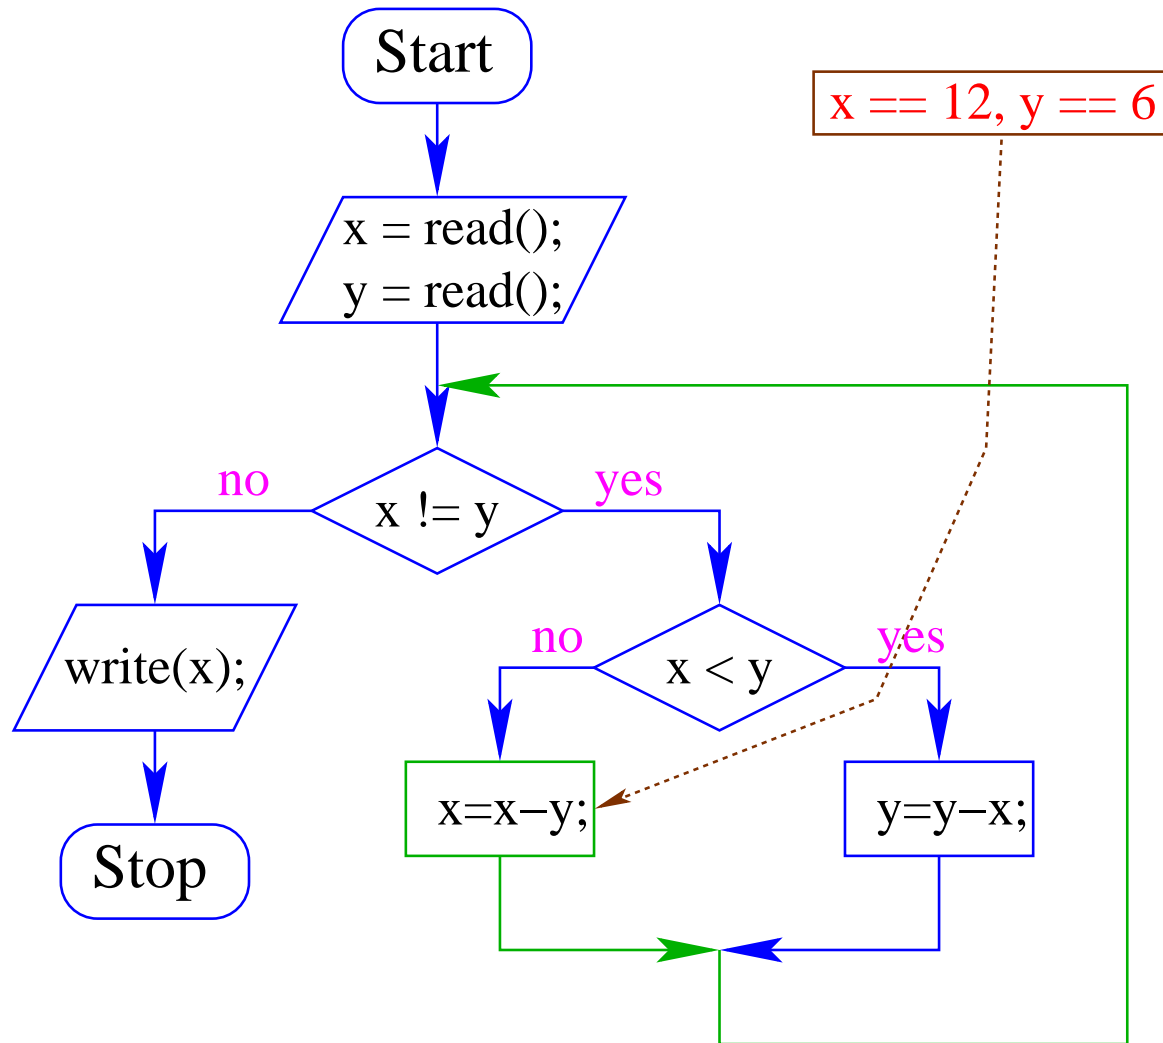 Start
x == 12, y == 6
x = read();
y = read();
no
yes
x != y
no
yes
write(x);
x < y
x=x−y;
y=y−x;
Stop